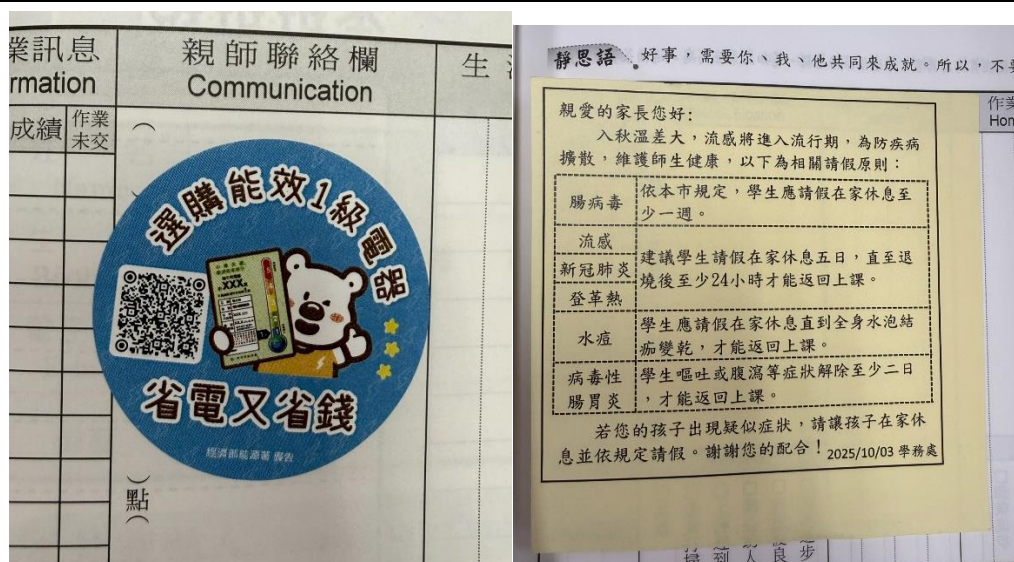 業訊息
rmation
親師聯絡欄
Communication
生
成績
作業
未交
選購能效1級電器
XXX
省電又省錢
經濟部能源署 廣告
點
靜思語
好事，需要你、我、他共同來成就。所以，不
作業
Hon
親愛的家長您好：
入秋溫差大，流感將進入流行期，為防疾病
擴散，維護師生健康，以下為相關請假原則：
腸病毒
依本市規定，學生應請假在家休息至
少一週。
流感
新冠肺炎
登革熱
建議學生請假在家休息五日，直至退
燒後至少24小時才能返回上課。
水痘
學生應請假在家休息直到全身水泡結
痂變乾，才能返回上課。
病毒性
腸胃炎
學生嘔吐或腹瀉等症狀解除至少二日
，才能返回上課。
若您的孩子出現疑似症狀，請讓孩子在家休
息並依規定請假。謝謝您的配合！
2025/10/03 學務處